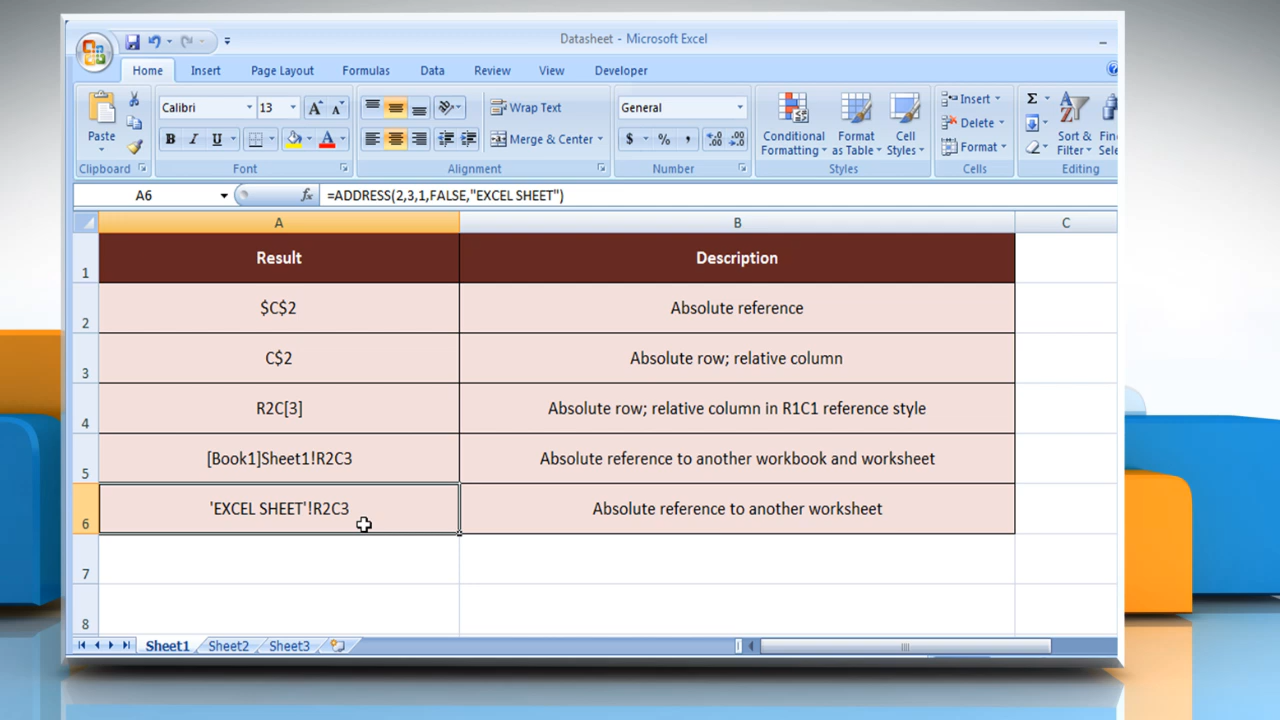 Datasheet - Microsoft Excel
Home Insert Page Layout Formulas Data Review View Developer
Calibri 13 Wrap Text General Insert Σ
Paste B I U A Merge & Center $ % , Conditional Formatting Format as Table Cell Styles Delete Format Sort & Filter
Clipboard Font Alignment Number Styles Cells Editing
A6 fx =ADDRESS(2,3,1,FALSE,"EXCEL SHEET")
A B C
1 Result Description
2 $C$2 Absolute reference
3 C$2 Absolute row; relative column
4 R2C[3] Absolute row; relative column in R1C1 reference style
5 [Book1]Sheet1!R2C3 Absolute reference to another workbook and worksheet
6 'EXCEL SHEET'!R2C3 Absolute reference to another worksheet
7
8
Sheet1 Sheet2 Sheet3